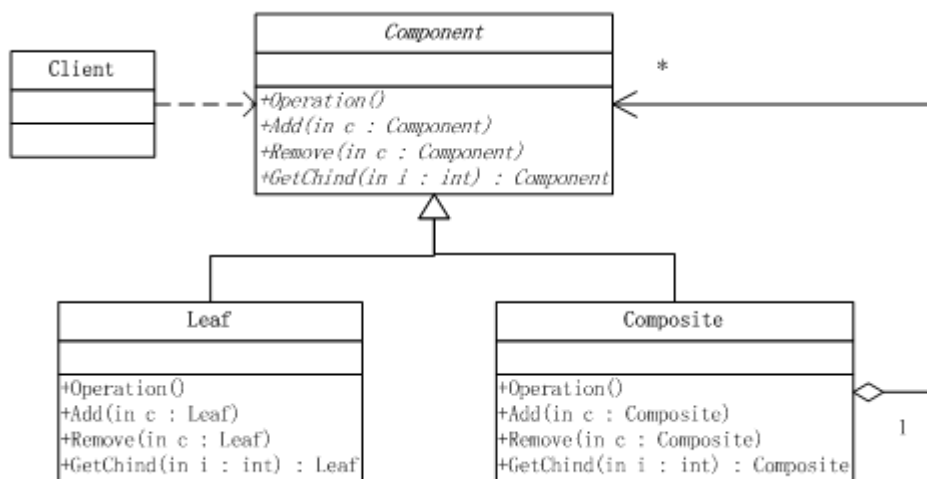 Component
Client
*
+Operation()
+Add(in c : Component)
+Remove(in c : Component)
+GetChind(in i : int) : Component
Leaf
+Operation()
+Add(in c : Leaf)
+Remove(in c : Leaf)
+GetChind(in i : int) : Leaf
Composite
+Operation()
+Add(in c : Composite)
+Remove(in c : Composite)
+GetChind(in i : int) : Composite
1